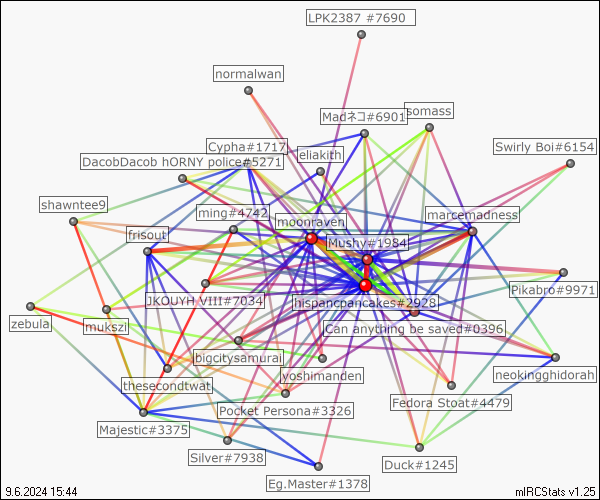 LPK2387 #7690
normalwan
Madネコ#6901
somass
Cypha#1717
eliakith
Swirly Boi#6154
DacobDacob hORNY police#5271
shawntee9
ming#4742
moonraven
marcemadness
frisout
Mushy#1984
JKOUYH VIII#7034
hispancpancakes#2928
Pikabro#9971
zebula
mukszi
Can anything be saved#0396
bigcitysamurai
yoshimanden
neokingghidorah
thesecondtwat
Pocket Persona#3326
Fedora Stoat#4479
Majestic#3375
Silver#7938
Duck#1245
Eg.Master#1378
9.6.2024 15:44
mIRCStats v1.25